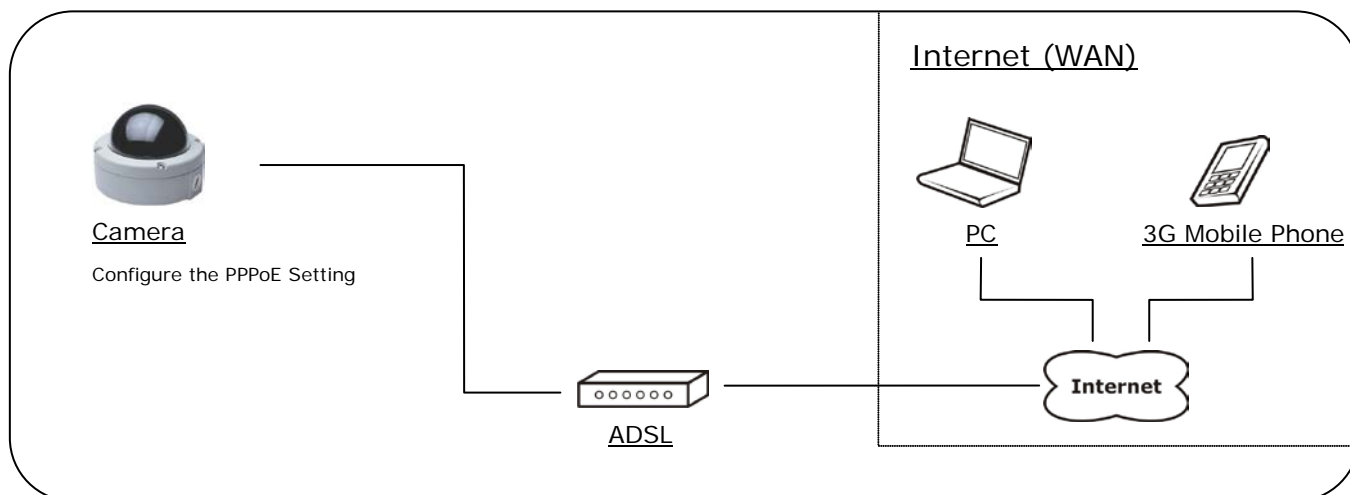 Internet (WAN)
Camera
Configure the PPPoE Setting
PC
3G Mobile Phone
Internet
ADSL